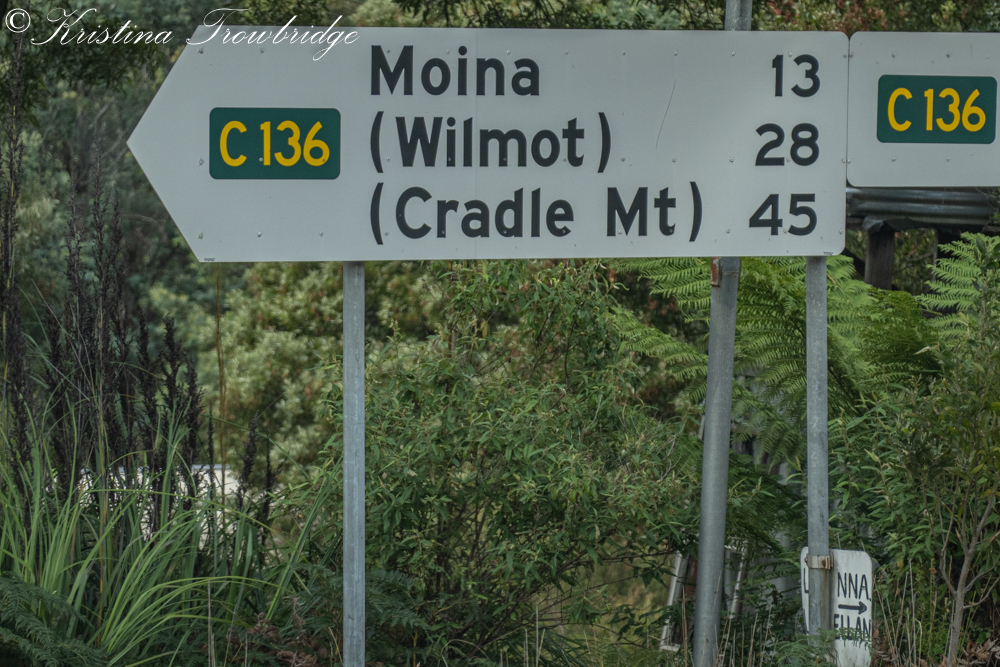 © Kristina Trowbridge
C 136
Moina 13
(Wilmot) 28
(Cradle Mt) 45
C 136